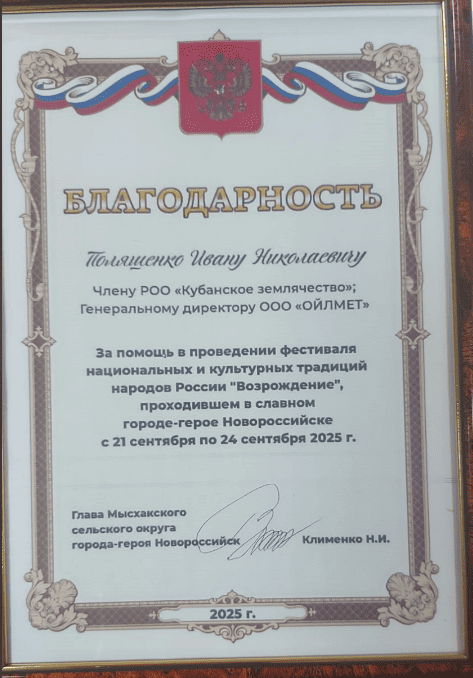 БЛАГОДАРНОСТЬ
Поляшенко Ивану Николаевичу
Члену РОО «Кубанское землячество»;
Генеральному директору ООО «ОЙЛМЕТ»
За помощь в проведении фестиваля
национальных и культурных традиций
народов России "Возрождение",
проходившем в славном
городе-герое Новороссийске
с 21 сентября по 24 сентября 2025 г.
Глава Мысхакского
сельского округа
города-героя Новороссийск
Клименко Н.И.
2025 г.